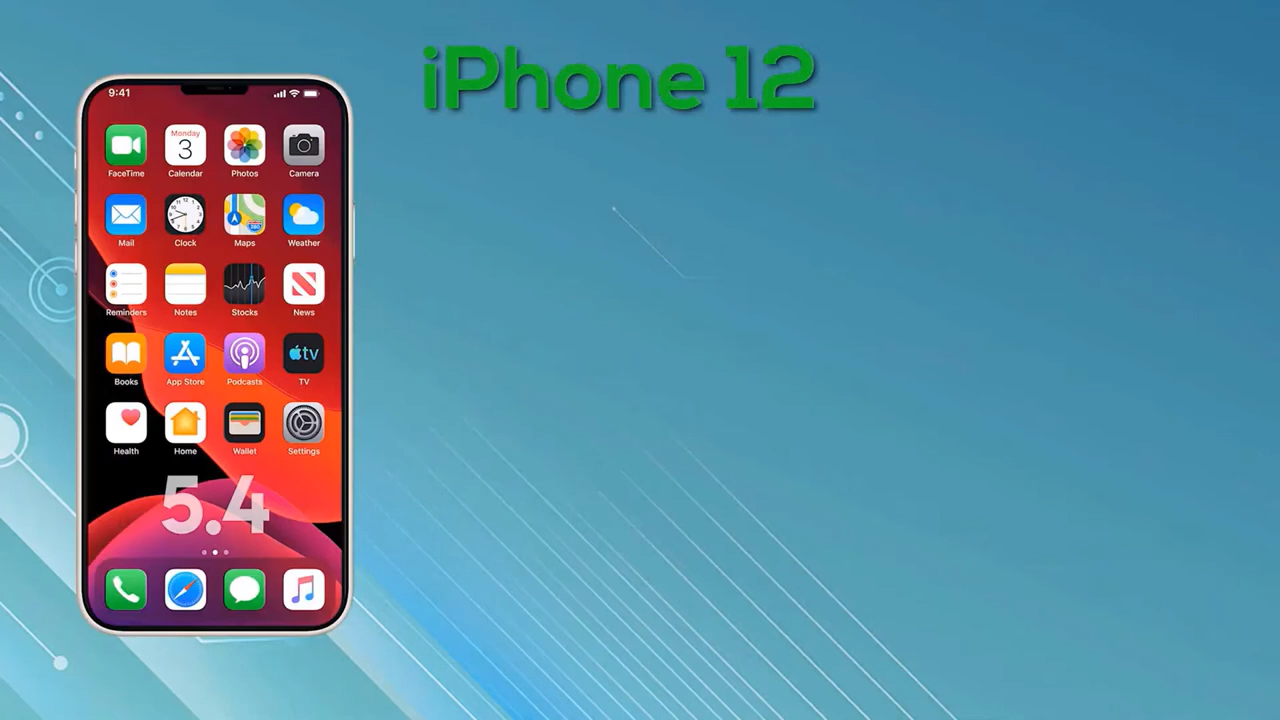 iPhone 12
9:41
Monday
3
FaceTime Calendar Photos Camera
Mail Clock Maps Weather
Reminders Notes Stocks News
tv
Books App Store Podcasts TV
Health Home Wallet Settings
5.4